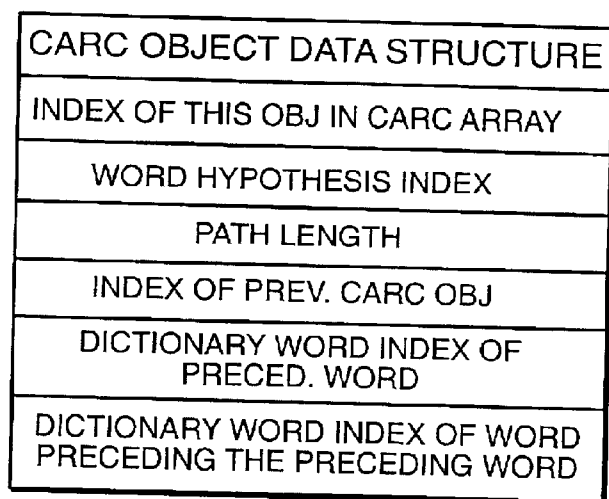 CARC OBJECT DATA STRUCTURE
INDEX OF THIS OBJ IN CARC ARRAY
WORD HYPOTHESIS INDEX
PATH LENGTH
INDEX OF PREV. CARC OBJ
DICTIONARY WORD INDEX OF
PRECED. WORD
DICTIONARY WORD INDEX OF WORD
PRECEDING THE PRECEDING WORD